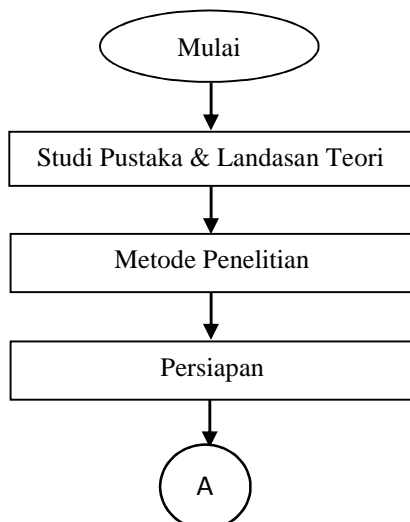 Mulai
Studi Pustaka & Landasan Teori
Metode Penelitian
Persiapan
A